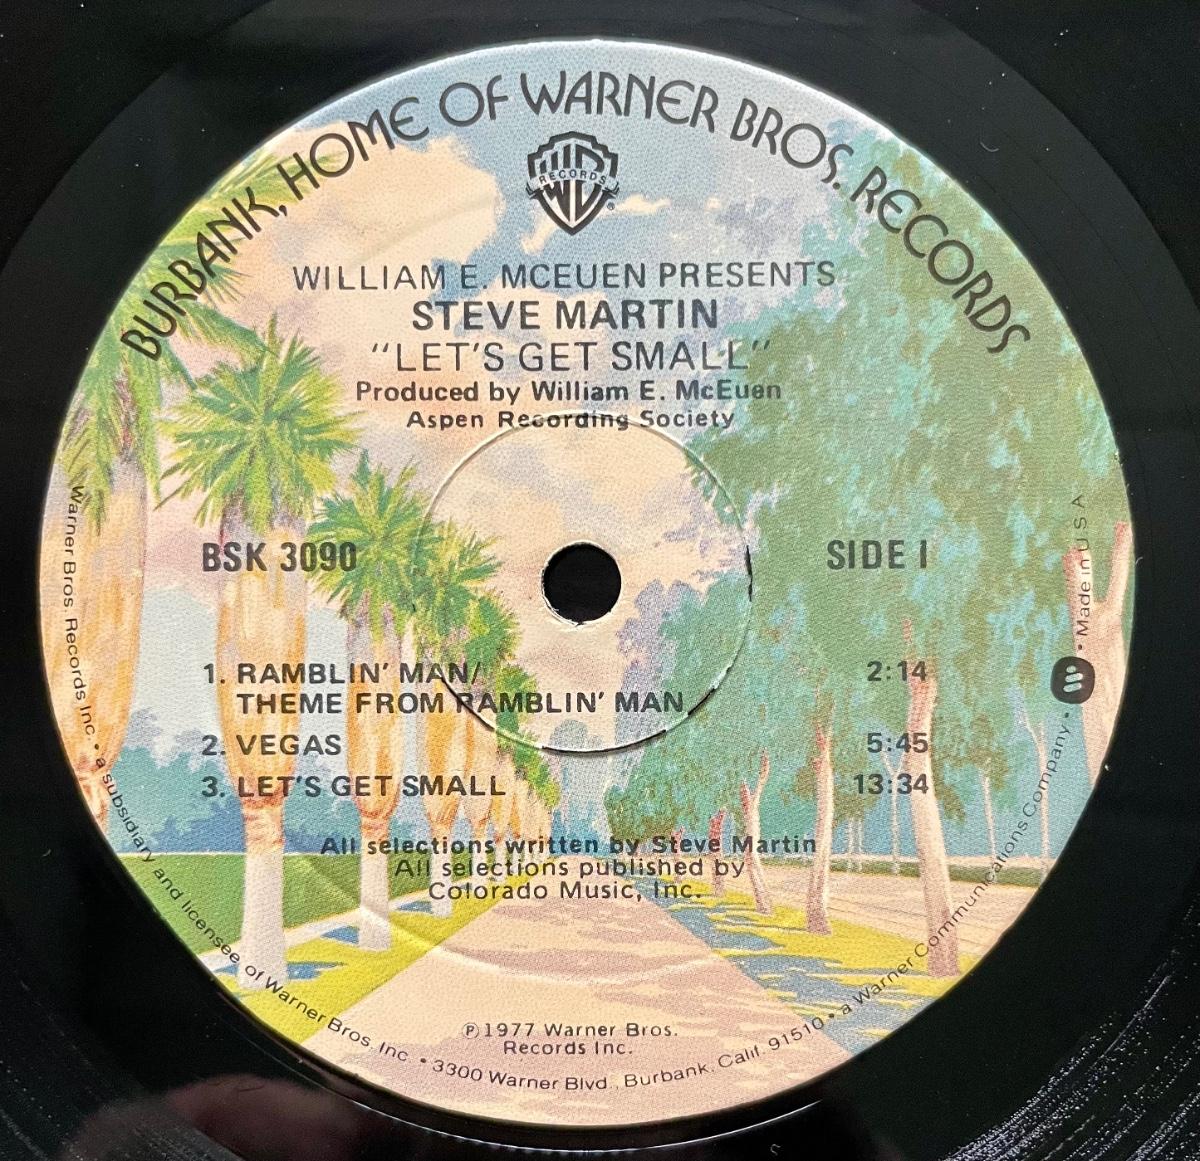 BURBANK, HOME OF WARNER BROS. RECORDS
RECORDS
®
WILLIAM E. MCEUEN PRESENTS
STEVE MARTIN
"LET'S GET SMALL"
Produced by William E. McEuen
Aspen Recording Society
BSK 3090
SIDE I
1. RAMBLIN' MAN/
THEME FROM RAMBLIN' MAN 2:14
2. VEGAS 5:45
3. LET'S GET SMALL 13:34
All selections written by Steve Martin
All selections published by
Colorado Music, Inc.
℗1977 Warner Bros.
Records Inc.
Warner Bros. Records Inc. • a subsidiary and licensee of Warner Bros. Inc. • 3300 Warner Blvd., Burbank, Calif. 91510 • a Warner Communications Company • • Made in U.S.A.